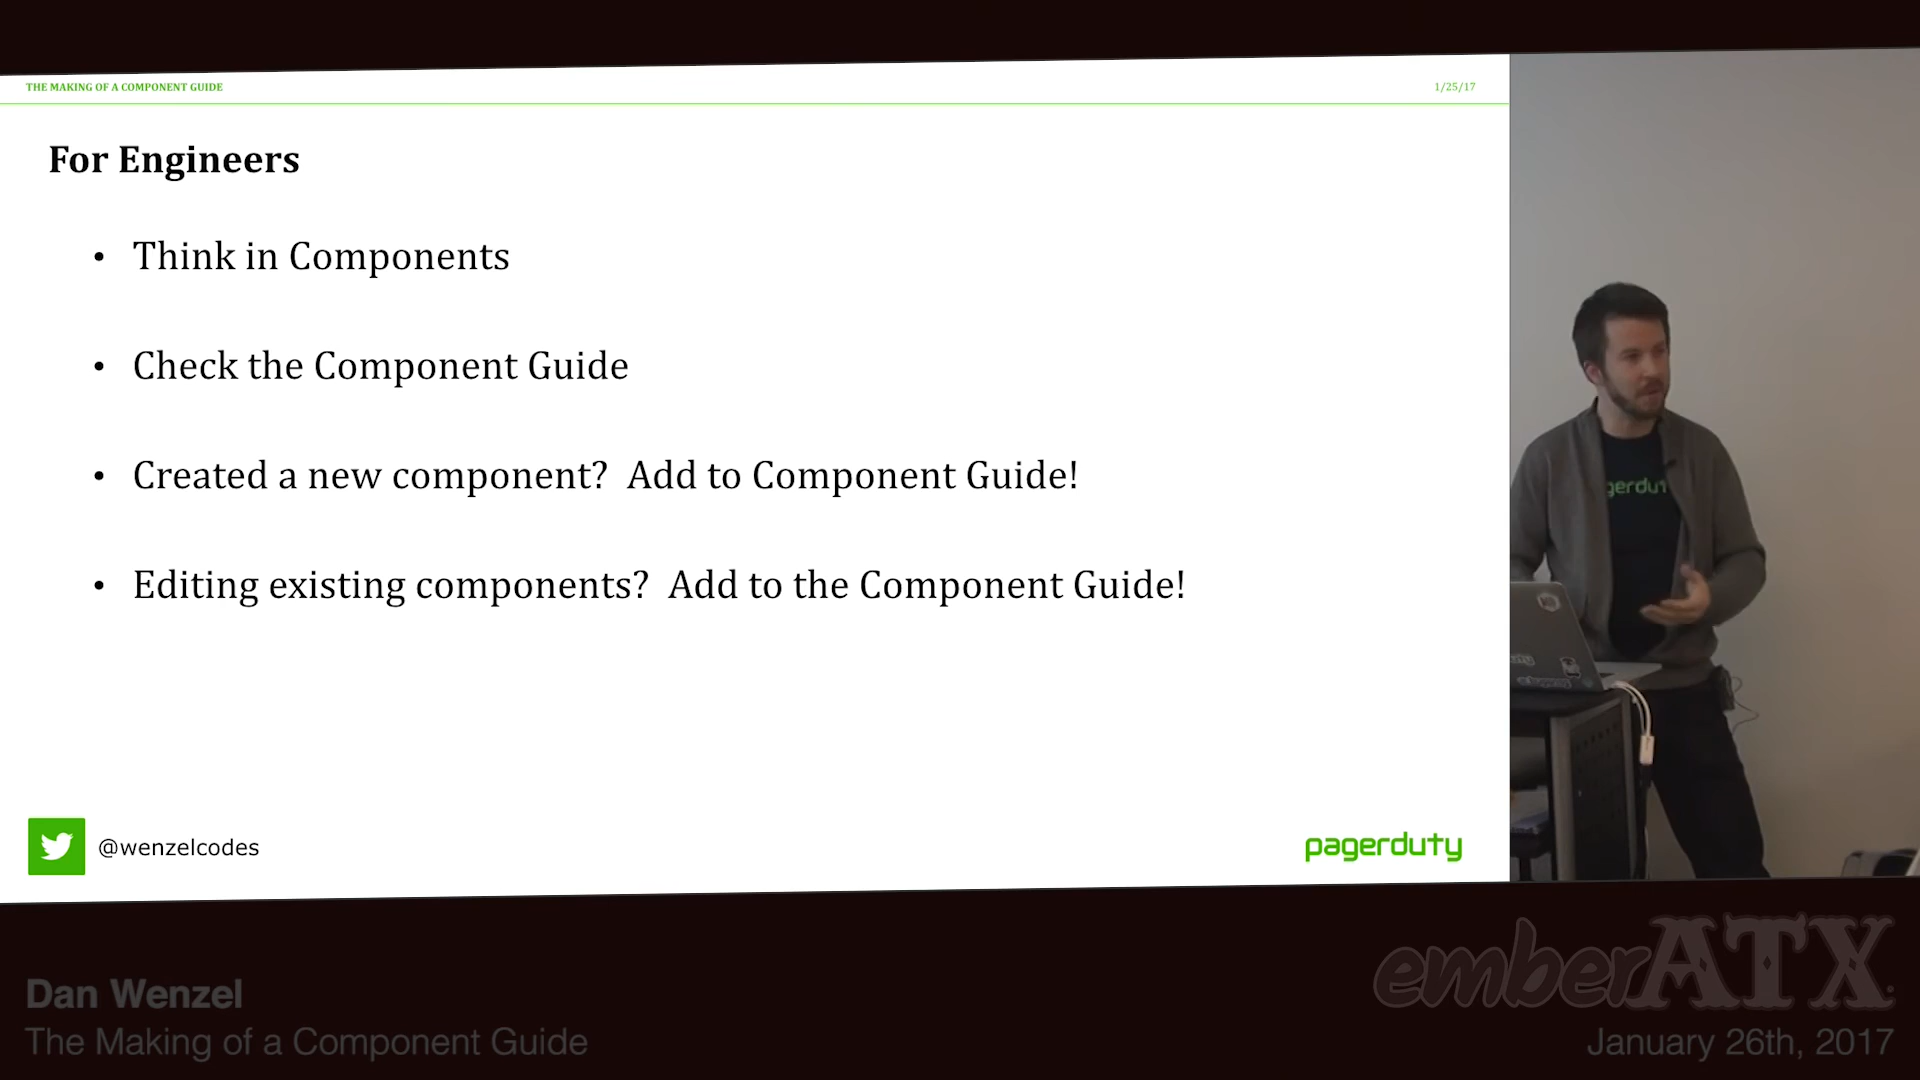 THE MAKING OF A COMPONENT GUIDE
1/25/17
For Engineers
• Think in Components
• Check the Component Guide
• Created a new component? Add to Component Guide!
• Editing existing components? Add to the Component Guide!
@wenzelcodes
pagerduty
gerdut
Dan Wenzel
The Making of a Component Guide
emberATX
January 26th, 2017